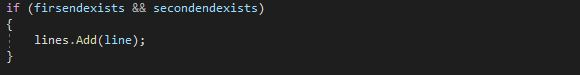 if (firsendexists && secondendexists)
{
    lines.Add(line);
}